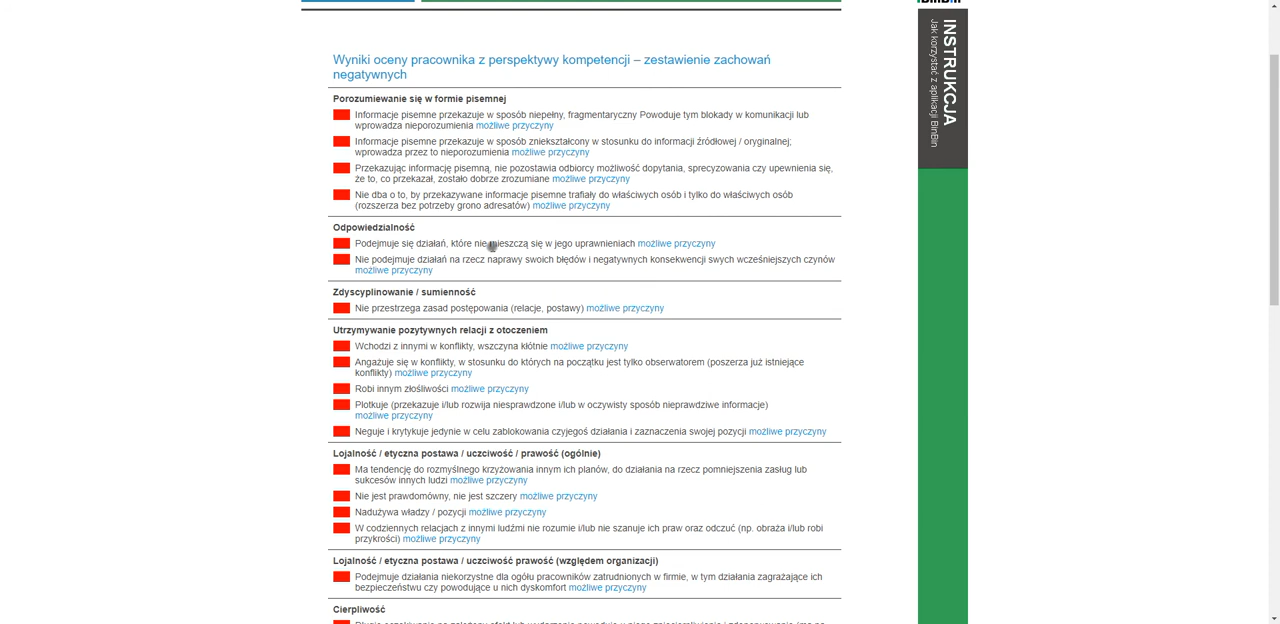 Wyniki oceny pracownika z perspektywy kompetencji – zestawienie zachowań
negatywnych
Porozumiewanie się w formie pisemnej
Informacje pisemne przekazuje w sposób niepełny, fragmentaryczny Powoduje tym blokady w komunikacji lub
wprowadza nieporozumienia możliwe przyczyny
Informacje pisemne przekazuje w sposób zniekształcony w stosunku do informacji źródłowej / oryginalnej;
wprowadza przez to nieporozumienia możliwe przyczyny
Przekazując informację pisemną, nie pozostawia odbiorcy możliwość dopytania, sprecyzowania czy upewnienia się,
że to, co przekazał, zostało dobrze zrozumiane możliwe przyczyny
Nie dba o to, by przekazywane informacje pisemne trafiały do właściwych osób i tylko do właściwych osób
(rozszerza bez potrzeby grono adresatów) możliwe przyczyny
Odpowiedzialność
Podejmuje się działań, które nie mieszczą się w jego uprawnieniach możliwe przyczyny
Nie podejmuje działań na rzecz naprawy swoich błędów i negatywnych konsekwencji swych wcześniejszych czynów
możliwe przyczyny
Zdyscyplinowanie / sumienność
Nie przestrzega zasad postępowania (relacje, postawy) możliwe przyczyny
Utrzymywanie pozytywnych relacji z otoczeniem
Wchodzi z innymi w konflikty, wszczyna kłótnie możliwe przyczyny
Angażuje się w konflikty, w stosunku do których na początku jest tylko obserwatorem (poszerza już istniejące
konflikty) możliwe przyczyny
Robi innym złośliwości możliwe przyczyny
Plotkuje (przekazuje i/lub rozwija niesprawdzone i/lub w oczywisty sposób nieprawdziwe informacje)
możliwe przyczyny
Neguje i krytykuje jedynie w celu zablokowania czyjegoś działania i zaznaczenia swojej pozycji możliwe przyczyny
Lojalność / etyczna postawa / uczciwość / prawość (ogólnie)
Ma tendencję do rozmyślnego krzyżowania innym ich planów, do działania na rzecz pomniejszenia zasług lub
sukcesów innych ludzi możliwe przyczyny
Nie jest prawdomówny, nie jest szczery możliwe przyczyny
Nadużywa władzy / pozycji możliwe przyczyny
W codziennych relacjach z innymi ludźmi nie rozumie i/lub nie szanuje ich praw oraz odczuć (np. obraża i/lub robi
przykrości) możliwe przyczyny
Lojalność / etyczna postawa / uczciwość prawość (względem organizacji)
Podejmuje działania niekorzystne dla ogółu pracowników zatrudnionych w firmie, w tym działania zagrażające ich
bezpieczeństwu czy powodujące u nich dyskomfort możliwe przyczyny
Cierpliwość
INSTRUKCJA
Jak korzystać z aplikacji BinBin